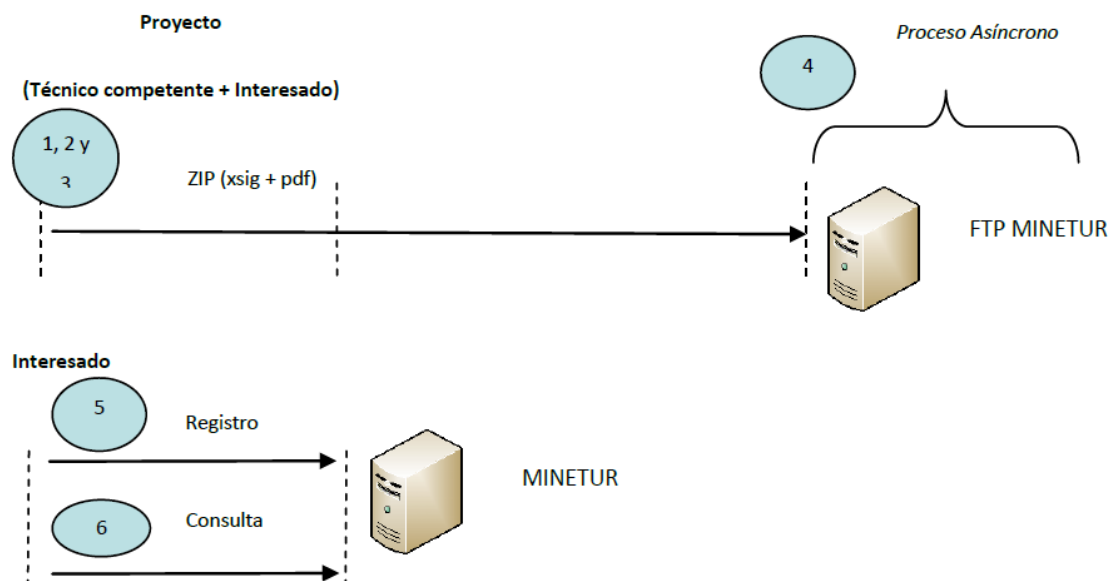 Proyecto
Proceso Asíncrono
4
(Técnico competente + Interesado)
1, 2 y
3
ZIP (xsig + pdf)
FTP MINETUR
Interesado
5
Registro
MINETUR
6
Consulta